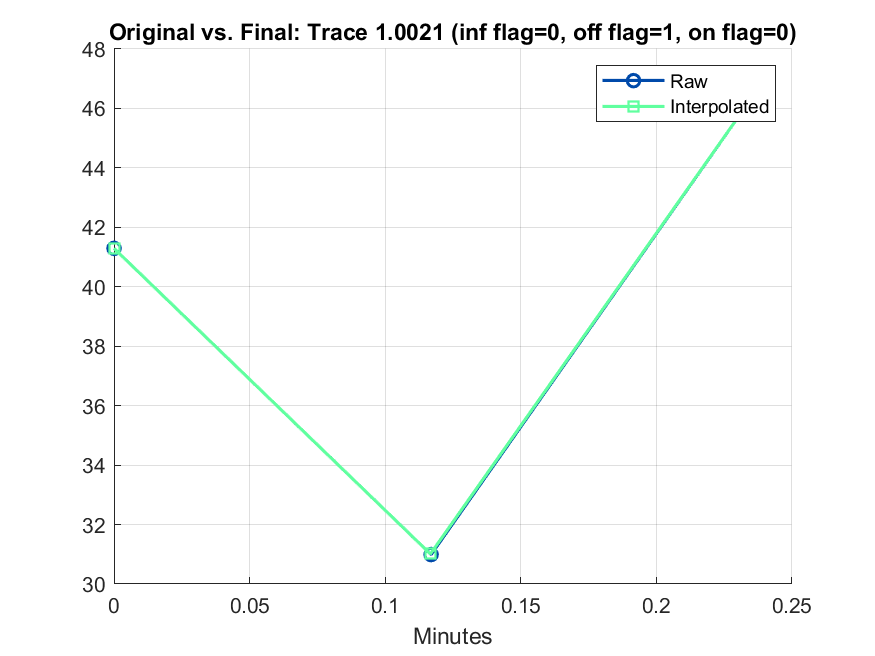 Original vs. Final: Trace 1.0021 (inf flag=0, off flag=1, on flag=0)
48
46
44
42
40
38
36
34
32
30
Raw
Interpolated
0 0.05 0.1 0.15 0.2 0.25
Minutes